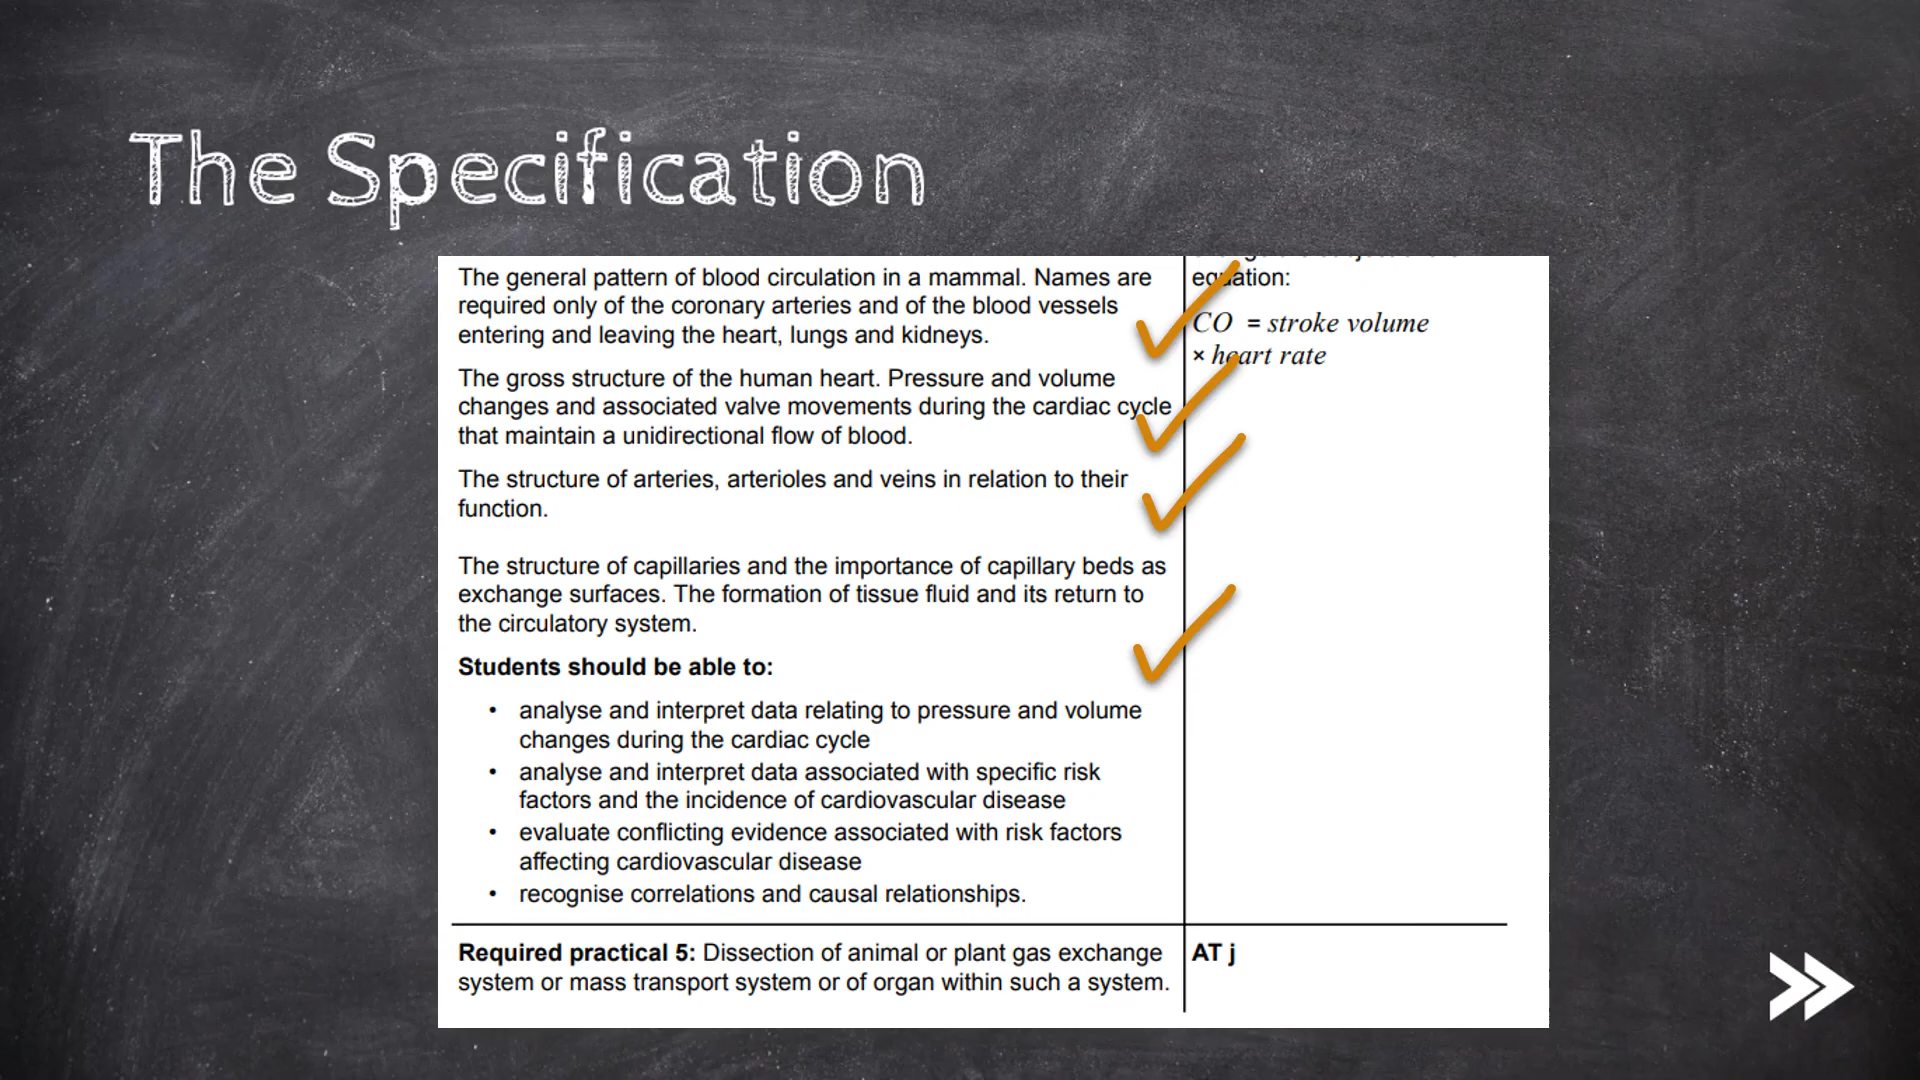 The Specification
The general pattern of blood circulation in a mammal. Names are
required only of the coronary arteries and of the blood vessels
entering and leaving the heart, lungs and kidneys.
The gross structure of the human heart. Pressure and volume
changes and associated valve movements during the cardiac cycle
that maintain a unidirectional flow of blood.
The structure of arteries, arterioles and veins in relation to their
function.
The structure of capillaries and the importance of capillary beds as
exchange surfaces. The formation of tissue fluid and its return to
the circulatory system.
Students should be able to:
• analyse and interpret data relating to pressure and volume
changes during the cardiac cycle
• analyse and interpret data associated with specific risk
factors and the incidence of cardiovascular disease
• evaluate conflicting evidence associated with risk factors
affecting cardiovascular disease
• recognise correlations and causal relationships.
Required practical 5: Dissection of animal or plant gas exchange
system or mass transport system or of organ within such a system.
equation:
CO = stroke volume
× heart rate
AT j